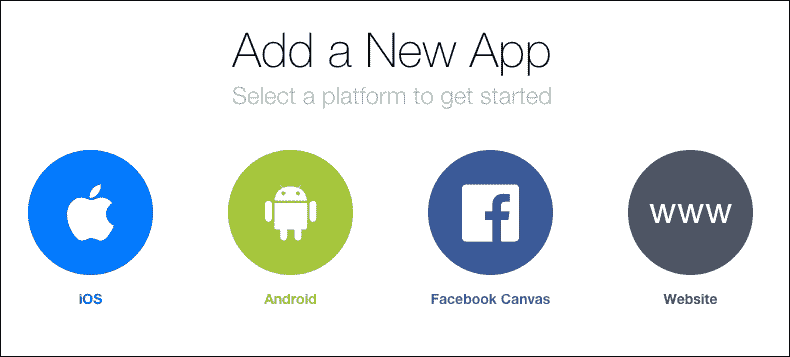 Add a New App
Select a platform to get started
f
www
iOS
Android
Facebook Canvas
Website